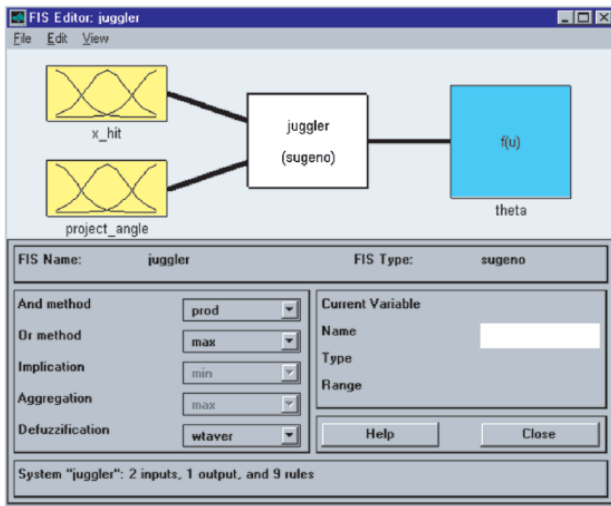 FIS Editor: juggler
File Edit View
x_hit
project_angle
juggler
(sugeno)
f(u)
theta
FIS Name: juggler FIS Type: sugeno
And method prod
Or method max
Implication min
Aggregation max
Defuzzification wtaver
Current Variable
Name
Type
Range
Help Close
System "juggler": 2 inputs, 1 output, and 9 rules